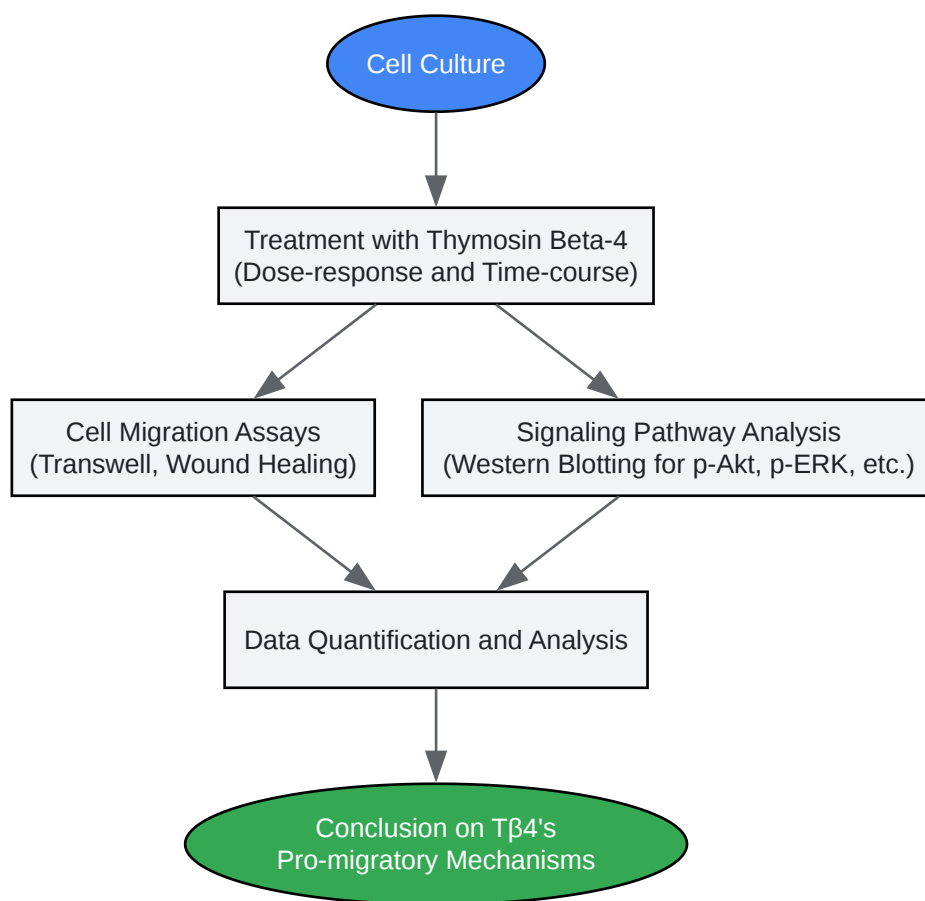 Cell Culture
Treatment with Thymosin Beta-4
(Dose-response and Time-course)
Cell Migration Assays
(Transwell, Wound Healing)
Signaling Pathway Analysis
(Western Blotting for p-Akt, p-ERK, etc.)
Data Quantification and Analysis
Conclusion on Tβ4's
Pro-migratory Mechanisms